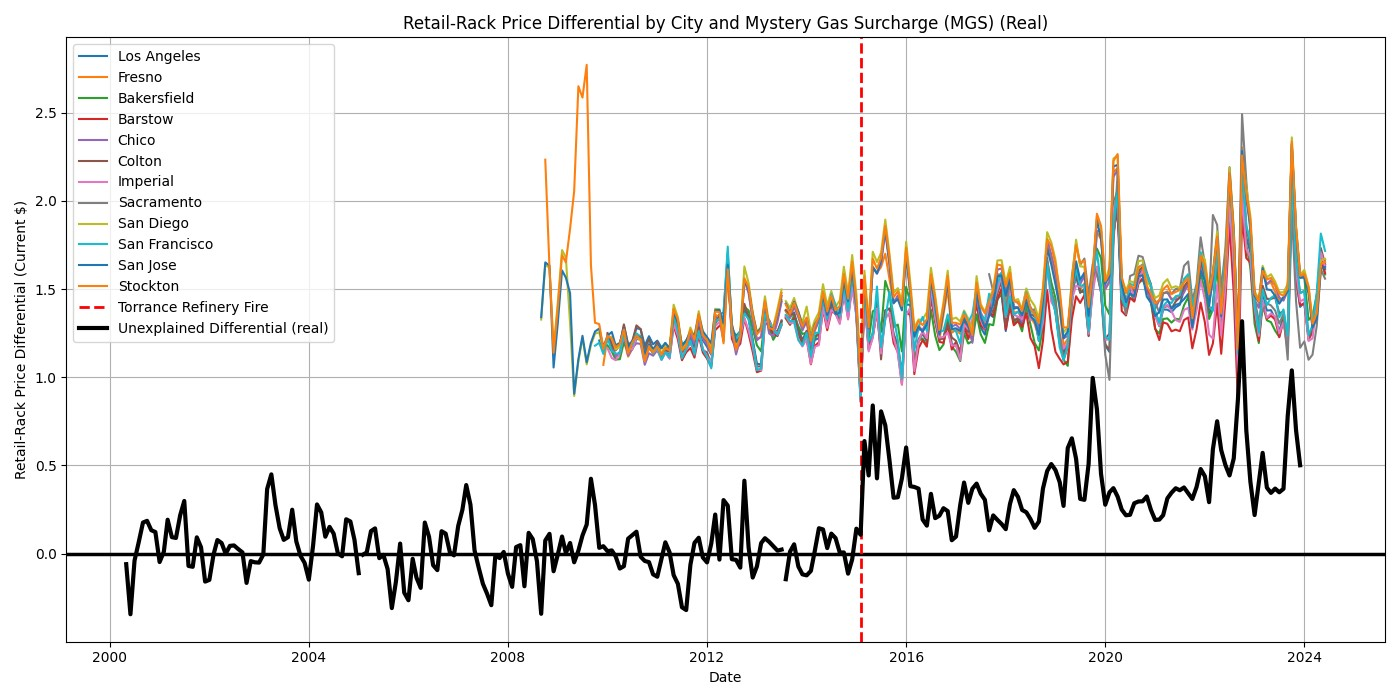 Retail-Rack Price Differential by City and Mystery Gas Surcharge (MGS) (Real)
Retail-Rack Price Differential (Current $)
2.5
2.0
1.5
1.0
0.5
0.0
Los Angeles
Fresno
Bakersfield
Barstow
Chico
Colton
Imperial
Sacramento
San Diego
San Francisco
San Jose
Stockton
Torrance Refinery Fire
Unexplained Differential (real)
2000 2004 2008 2012 2016 2020 2024
Date